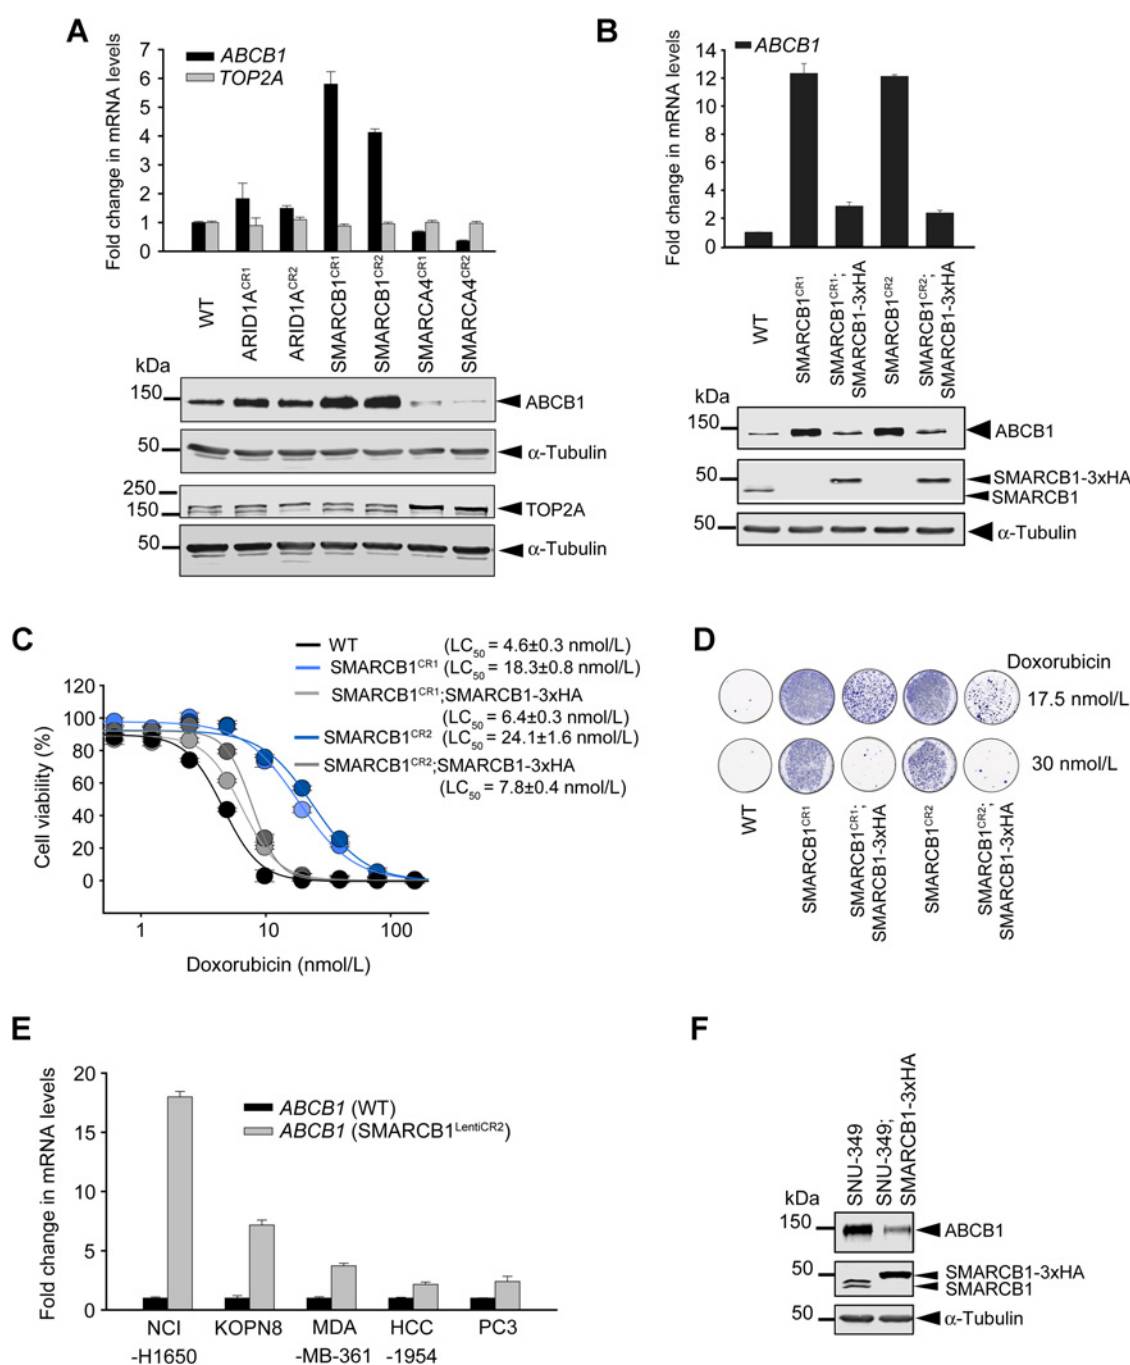 A
Fold change in mRNA levels
7
6
5
4
3
2
1
0
ABCB1
TOP2A
WT
ARID1A^CR1
ARID1A^CR2
SMARCB1^CR1
SMARCB1^CR2
SMARCA4^CR1
SMARCA4^CR2
kDa
150
ABCB1
50
α-Tubulin
250
150
TOP2A
50
α-Tubulin
B
Fold change in mRNA levels
14
12
10
8
6
4
2
0
ABCB1
WT
SMARCB1^CR1
SMARCB1^CR1;
SMARCB1-3xHA
SMARCB1^CR2
SMARCB1^CR2;
SMARCB1-3xHA
kDa
150
ABCB1
50
SMARCB1-3xHA
SMARCB1
50
α-Tubulin
C
WT (LC50 = 4.6±0.3 nmol/L)
SMARCB1^CR1 (LC50 = 18.3±0.8 nmol/L)
SMARCB1^CR1;SMARCB1-3xHA
(LC50 = 6.4±0.3 nmol/L)
SMARCB1^CR2 (LC50 = 24.1±1.6 nmol/L)
SMARCB1^CR2;SMARCB1-3xHA
(LC50 = 7.8±0.4 nmol/L)
Cell viability (%)
120
100
80
60
40
20
0
1
10
100
Doxorubicin (nmol/L)
D
Doxorubicin
17.5 nmol/L
30 nmol/L
WT
SMARCB1^CR1
SMARCB1^CR1;
SMARCB1-3xHA
SMARCB1^CR2
SMARCB1^CR2;
SMARCB1-3xHA
E
Fold change in mRNA levels
20
15
10
5
0
ABCB1 (WT)
ABCB1 (SMARCB1^LentiCR2)
NCI
-H1650
KOPN8
MDA
-MB-361
HCC
-1954
PC3
F
SNU-349
SNU-349;
SMARCB1-3xHA
kDa
150
ABCB1
50
SMARCB1-3xHA
SMARCB1
50
α-Tubulin